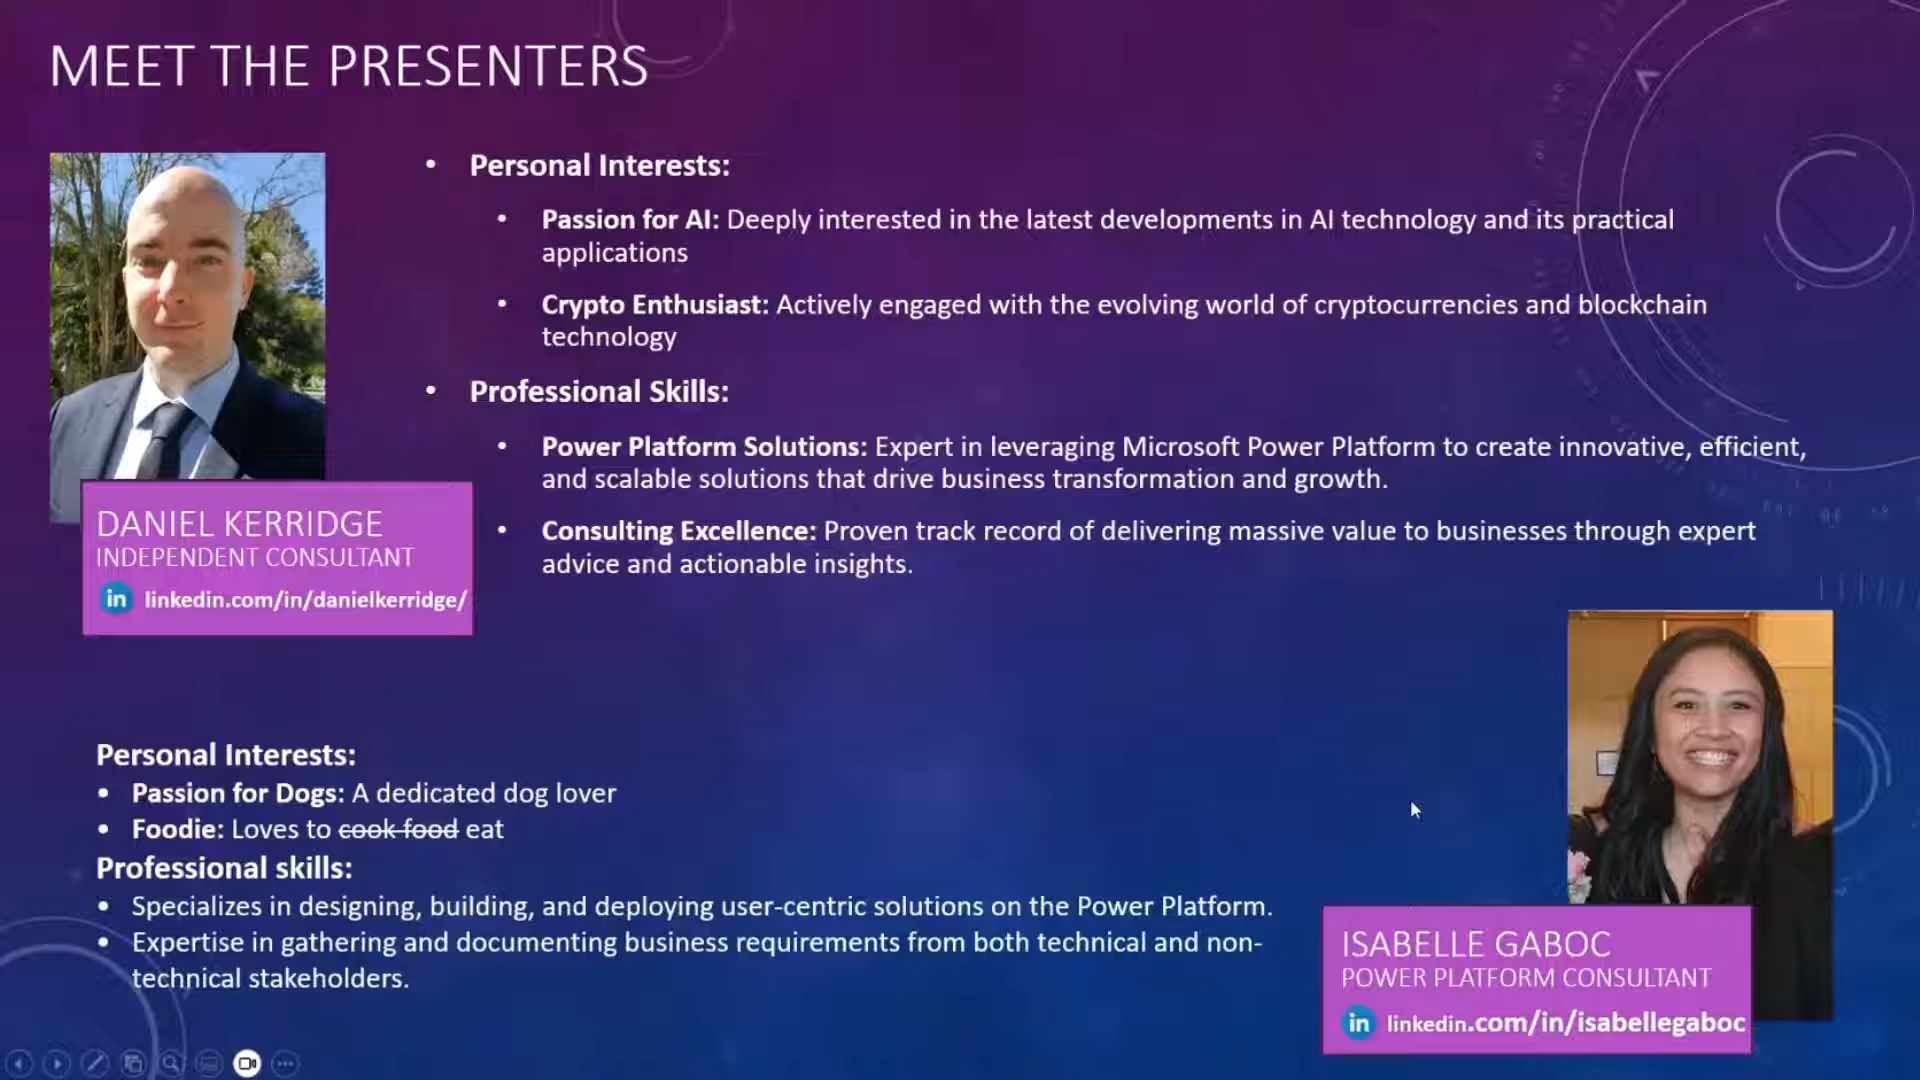 MEET THE PRESENTERS
• Personal Interests:
• Passion for AI: Deeply interested in the latest developments in AI technology and its practical
applications
• Crypto Enthusiast: Actively engaged with the evolving world of cryptocurrencies and blockchain
technology
• Professional Skills:
• Power Platform Solutions: Expert in leveraging Microsoft Power Platform to create innovative, efficient,
and scalable solutions that drive business transformation and growth.
• Consulting Excellence: Proven track record of delivering massive value to businesses through expert
advice and actionable insights.
DANIEL KERRIDGE
INDEPENDENT CONSULTANT
in linkedin.com/in/danielkerridge/
Personal Interests:
• Passion for Dogs: A dedicated dog lover
• Foodie: Loves to cook food eat
Professional skills:
• Specializes in designing, building, and deploying user-centric solutions on the Power Platform.
• Expertise in gathering and documenting business requirements from both technical and non-
technical stakeholders.
ISABELLE GABOC
POWER PLATFORM CONSULTANT
in linkedin.com/in/isabellegaboc